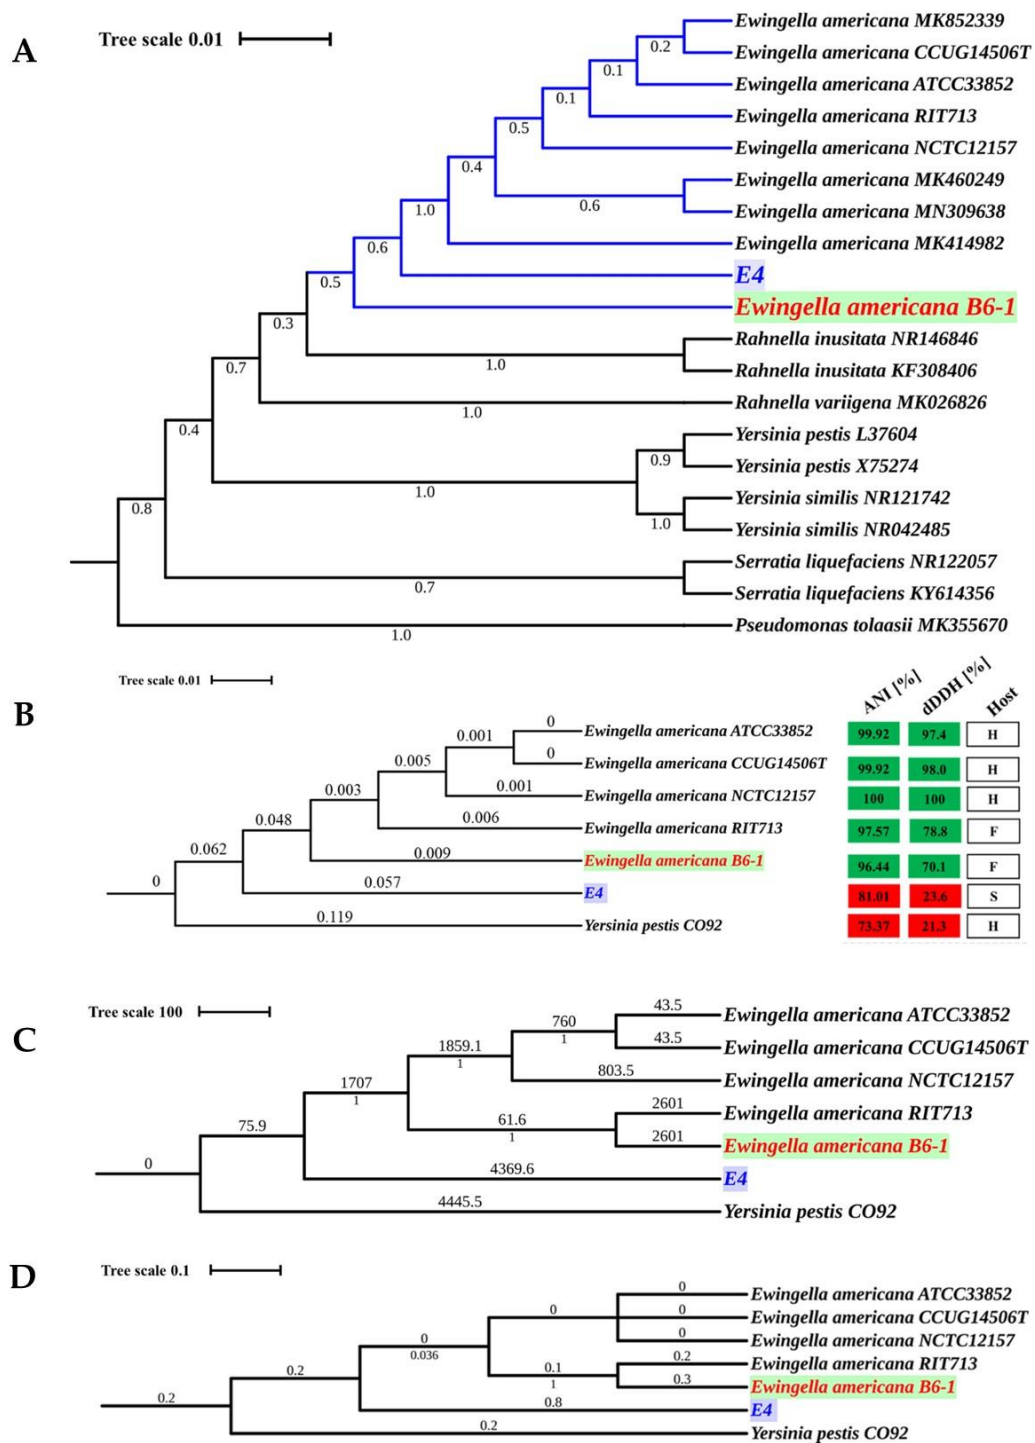 A
Tree scale 0.01
Ewingella americana MK852339
0.2
Ewingella americana CCUG14506T
0.1
Ewingella americana ATCC33852
0.1
Ewingella americana RIT713
0.5
Ewingella americana NCTC12157
0.4
Ewingella americana MK460249
0.6
Ewingella americana MN309638
1.0
Ewingella americana MK414982
0.6
E4
0.5
Ewingella americana B6-1
0.3
Rahnella inusitata NR146846
1.0
Rahnella inusitata KF308406
0.7
Rahnella variigena MK026826
1.0
0.4
Yersinia pestis L37604
0.9
Yersinia pestis X75274
1.0
Yersinia similis NR121742
1.0
Yersinia similis NR042485
0.8
Serratia liquefaciens NR122057
0.7
Serratia liquefaciens KY614356
Pseudomonas tolaasii MK355670
1.0
B
Tree scale 0.01
ANI [%] dDDH [%] Host
0
Ewingella americana ATCC33852 99.92 97.4 H
0.001
0
Ewingella americana CCUG14506T 99.92 98.0 H
0.005
0.001
Ewingella americana NCTC12157 100 100 H
0.003
0.006
Ewingella americana RIT713 97.57 78.8 F
0.048
0.009
Ewingella americana B6-1 96.44 70.1 F
0.062
0.057
E4 81.01 23.6 S
0
0.119
Yersinia pestis CO92 73.37 21.3 H
C
Tree scale 100
43.5
Ewingella americana ATCC33852
760
1
43.5
Ewingella americana CCUG14506T
1859.1
1
803.5
Ewingella americana NCTC12157
1707
1
2601
Ewingella americana RIT713
61.6
1
2601
Ewingella americana B6-1
75.9
4369.6
E4
0
4445.5
Yersinia pestis CO92
D
Tree scale 0.1
0
Ewingella americana ATCC33852
0
0
Ewingella americana CCUG14506T
0
Ewingella americana NCTC12157
0
0.036
0.2
Ewingella americana RIT713
0.1
1
0.3
Ewingella americana B6-1
0.2
0.8
E4
0.2
0.2
Yersinia pestis CO92